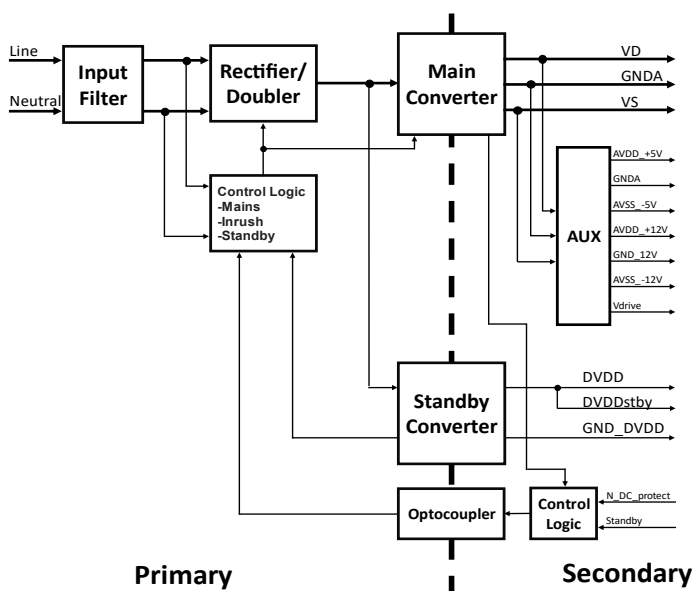 Line
Neutral
Input
Filter
Rectifier/
Doubler
Main
Converter
VD
GNDA
VS
Control Logic
-Mains
-Inrush
-Standby
AUX
AVDD_+5V
GNDA
AVSS_-5V
AVDD_+12V
GND_12V
AVSS_-12V
Vdrive
Standby
Converter
DVDD
DVDDstby
GND_DVDD
Optocoupler
Control
Logic
N_DC_protect
Standby
Primary
Secondary